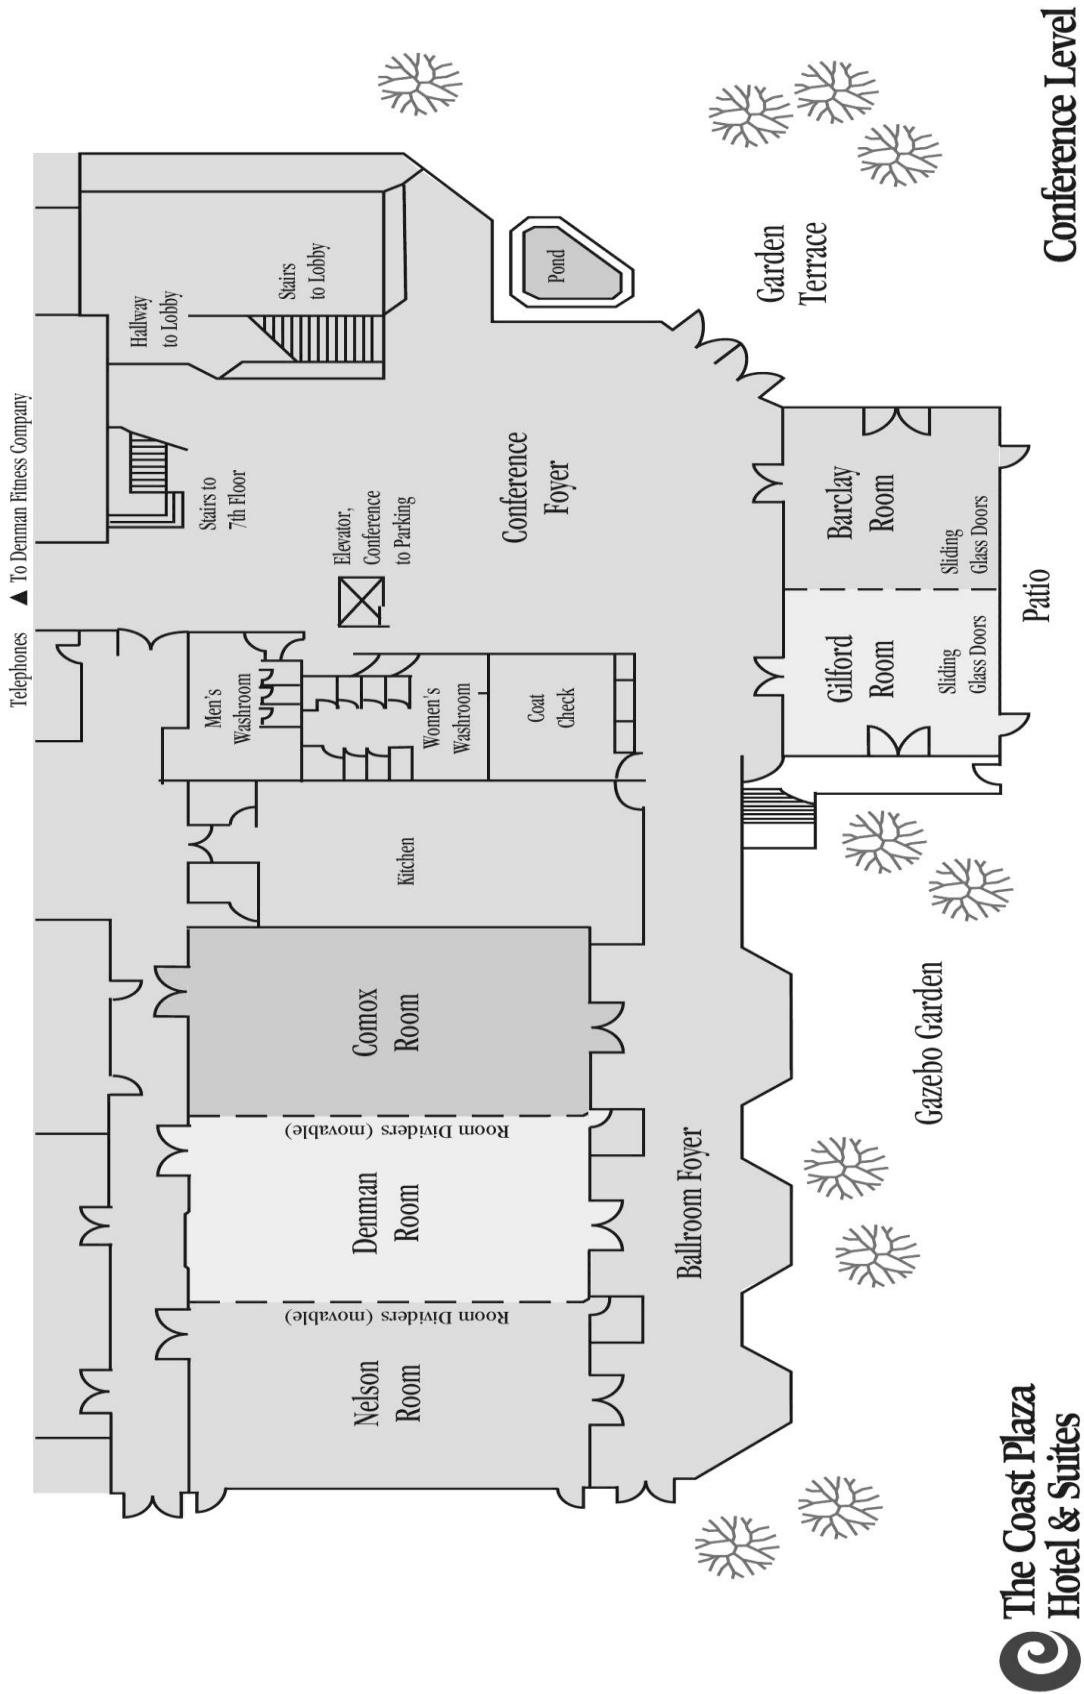 Telephones
▲ To Denman Fitness Company
Hallway
to Lobby
Stairs
to Lobby
Stairs to
7th Floor
Elevator,
Conference
to Parking
Men's
Washroom
Women's
Washroom
Coat
Check
Kitchen
Conference
Foyer
Pond
Garden
Terrace
Comox
Room
Room Dividers (movable)
Denman
Room
Room Dividers (movable)
Nelson
Room
Ballroom Foyer
Gilford
Room
Sliding
Glass Doors
Barclay
Room
Sliding
Glass Doors
Patio
Gazebo Garden
The Coast Plaza
Hotel & Suites
Conference Level